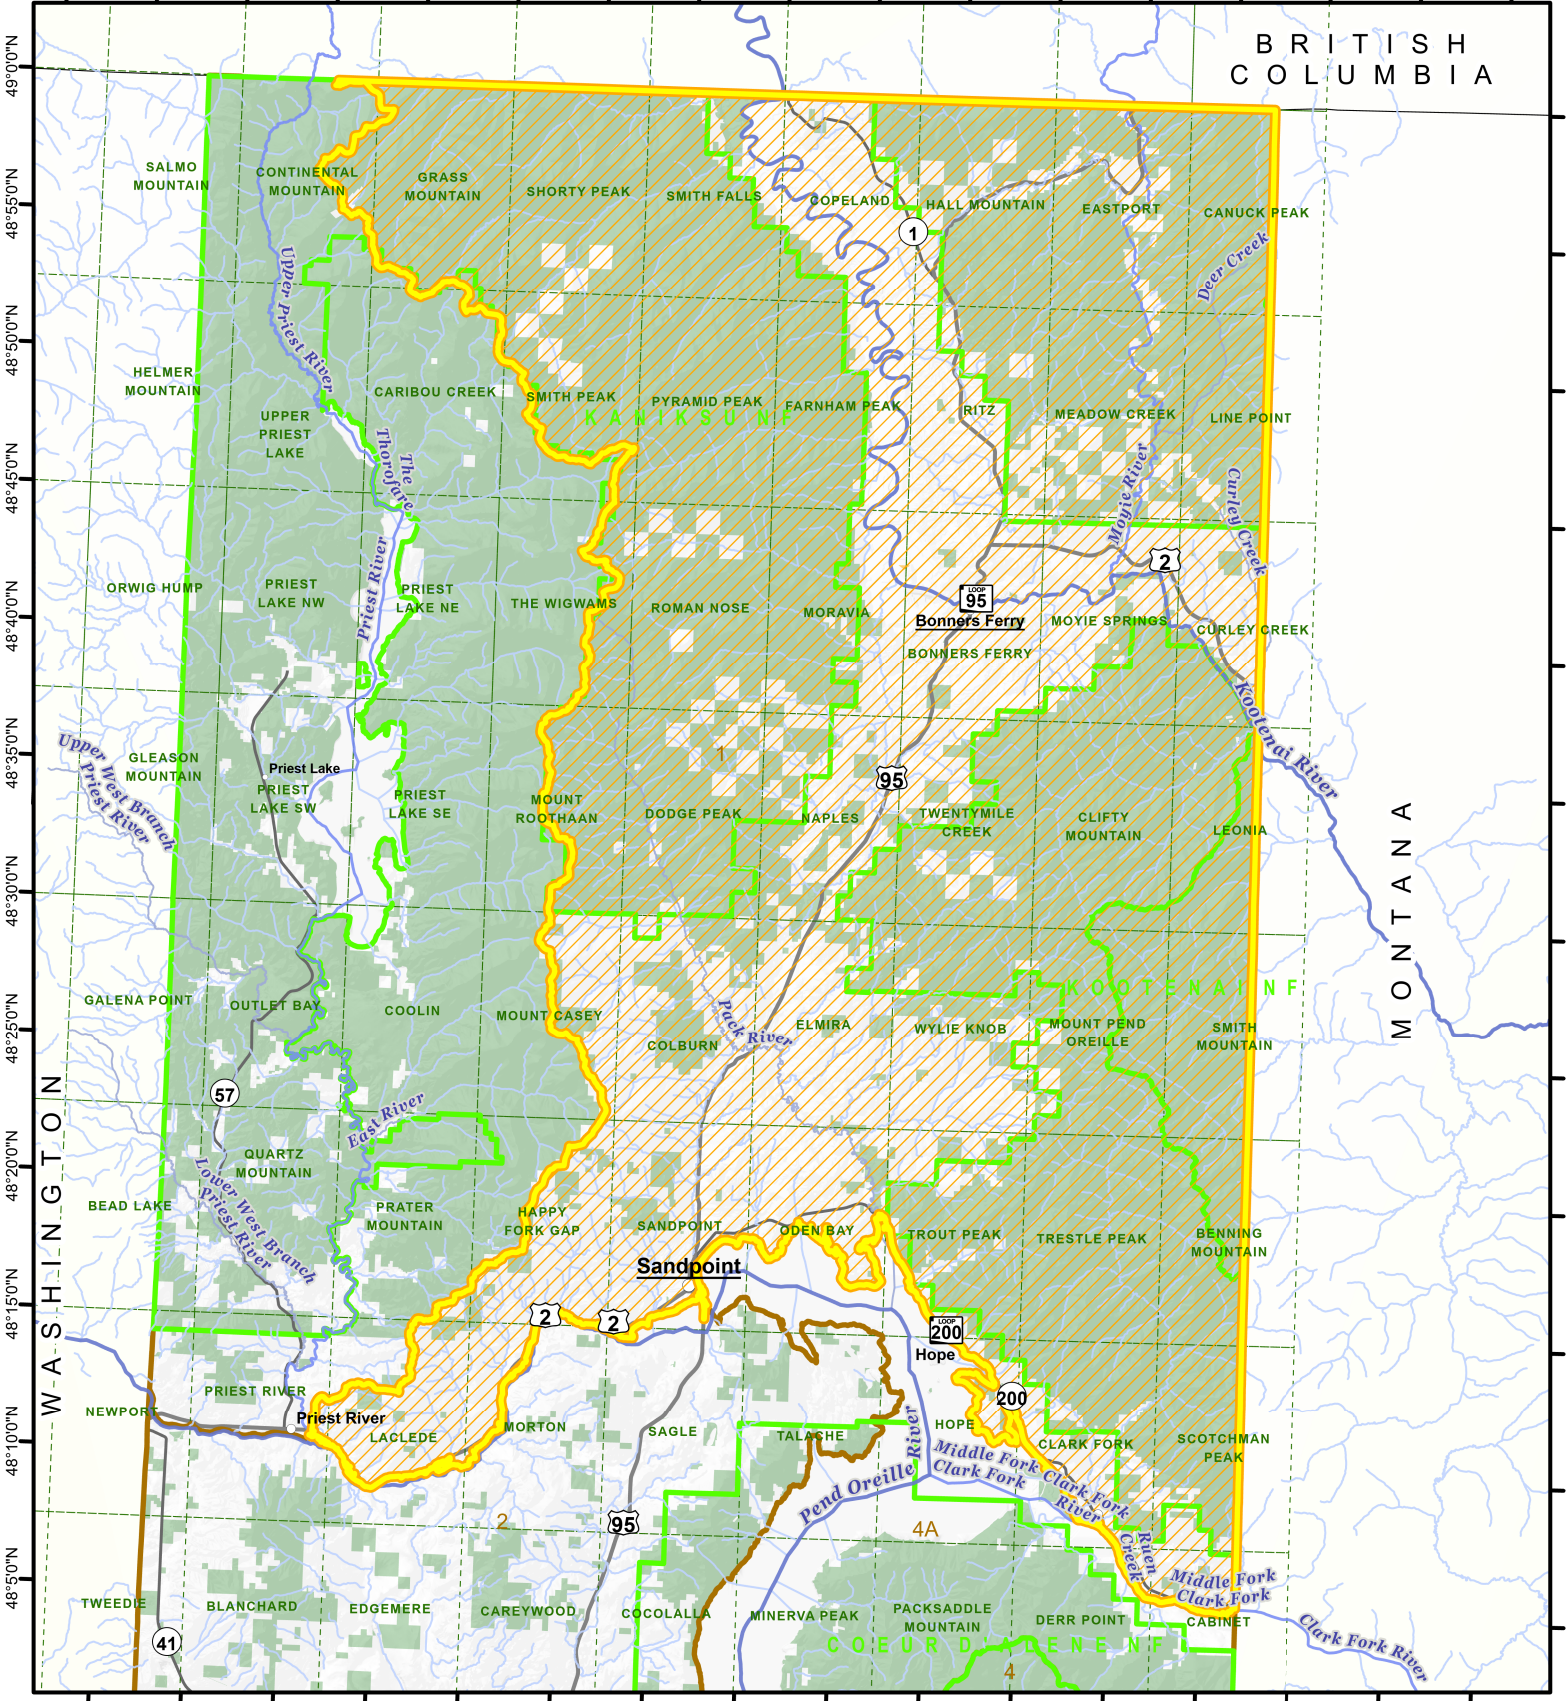 BRITISH
COLUMBIA
49°0'0"N
SALMO
MOUNTAIN
CONTINENTAL
MOUNTAIN
GRASS
MOUNTAIN
SHORTY PEAK
SMITH FALLS
COPELAND
HALL MOUNTAIN
EASTPORT
CANUCK PEAK
48°55'0"N
1
Deer Creek
Upper Priest River
48°50'0"N
HELMER
MOUNTAIN
UPPER
PRIEST
LAKE
CARIBOU CREEK
SMITH PEAK
PYRAMID PEAK
FARNHAM PEAK
RITZ
MEADOW CREEK
LINE POINT
KANIKSU NF
The
Thorofare
48°45'0"N
Moyie River
Curley Creek
Priest River
2
ORWIG HUMP
PRIEST
LAKE NW
PRIEST
LAKE NE
THE WIGWAMS
ROMAN NOSE
MORAVIA
LOOP
95
Bonners Ferry
BONNERS FERRY
MOYIE SPRINGS
CURLEY CREEK
48°40'0"N
Kootenai River
Upper West Branch
Priest River
48°35'0"N
GLEASON
MOUNTAIN
Priest Lake
PRIEST
LAKE SW
PRIEST
LAKE SE
MOUNT
ROOTHAAN
1
DODGE PEAK
NAPLES
95
TWENTYMILE
CREEK
CLIFTY
MOUNTAIN
LEONIA
MONTANA
48°30'0"N
KOOTENAI NF
GALENA POINT
OUTLET BAY
COOLIN
MOUNT CASEY
COLBURN
Pack River
ELMIRA
WYLIE KNOB
MOUNT PEND
OREILLE
SMITH
MOUNTAIN
48°25'0"N
WASHINGTON
57
East River
48°20'0"N
QUARTZ
MOUNTAIN
Lower West Branch
Priest River
BEAD LAKE
PRATER
MOUNTAIN
HAPPY
FORK GAP
SANDPOINT
ODEN BAY
TROUT PEAK
TRESTLE PEAK
BENNING
MOUNTAIN
Sandpoint
48°15'0"N
2
2
LOOP
200
Hope
200
PRIEST RIVER
NEWPORT
Priest River
LACLEDE
MORTON
SAGLE
TALACHE
HOPE
CLARK FORK
SCOTCHMAN
PEAK
48°10'0"N
Pend Oreille River
Middle Fork Clark Fork
Clark Fork
River
2
95
4A
Ruen
Creek
Middle Fork
Clark Fork
48°5'0"N
TWEEDIE
BLANCHARD
EDGEMERE
CAREYWOOD
COCOLALLA
MINERVA PEAK
PACKSADDLE
MOUNTAIN
DERR POINT
CABINET
Clark Fork River
COEUR D'ALENE NF
41
4